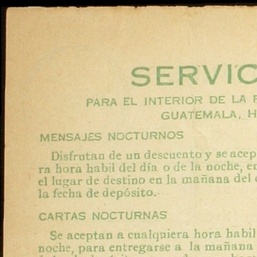 SERVIC
PARA EL INTERIOR DE LA
GUATEMALA, H
MENSAJES NOCTURNOS
Disfrutan de un descuento y se acep
ra hora habil del día o de la noche, en
el lugar de destino en la mañana del
la fecha de depósito.
CARTAS NOCTURNAS
Se aceptan a cualquiera hora habil
noche, para entregarse a la mañana